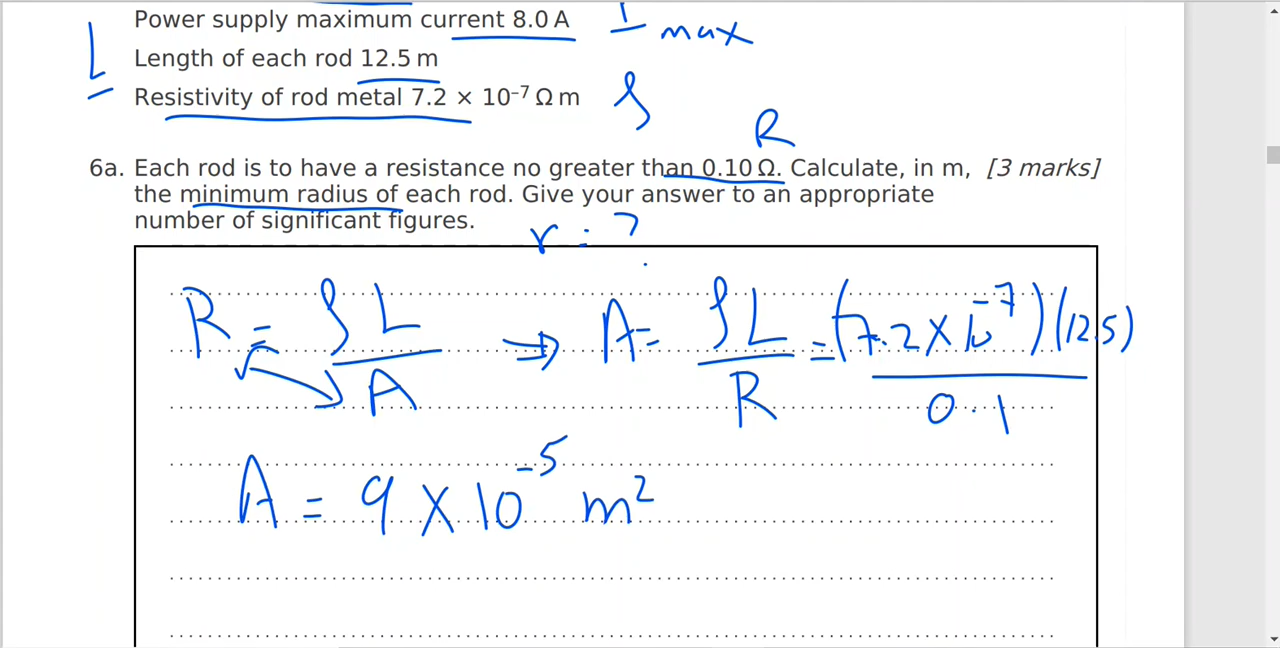 Power supply maximum current 8.0 A I max
L Length of each rod 12.5 m
Resistivity of rod metal 7.2 × 10⁻⁷ Ω m ρ
R
6a. Each rod is to have a resistance no greater than 0.10 Ω. Calculate, in m, [3 marks]
the minimum radius of each rod. Give your answer to an appropriate
number of significant figures.
r = ?
R = ρL/A ⇒ A = ρL/R = (7.2 × 10⁻⁷)(12.5)/0.1
A = 9 × 10⁻⁵ m²